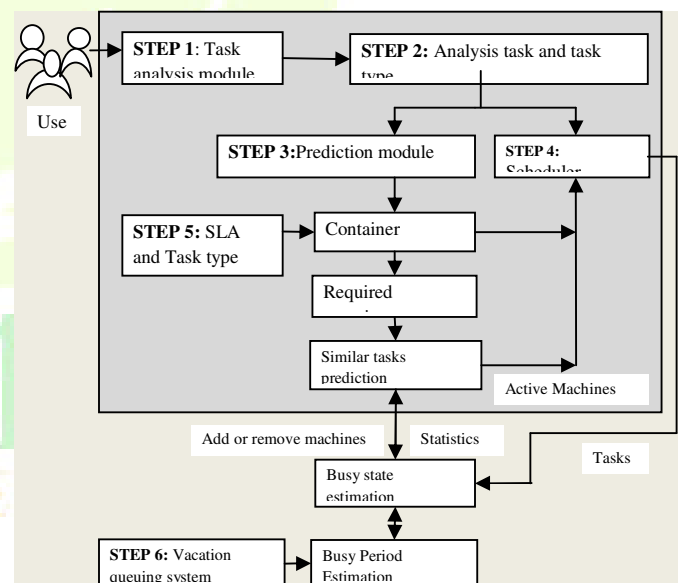 STEP 1: Task
analysis module
STEP 2: Analysis task and task
type
Use
STEP 3:Prediction module
STEP 4:
Scheduler
STEP 5: SLA
and Task type
Container
Required
Similar tasks
prediction
Active Machines
Add or remove machines
Statistics
Tasks
Busy state
estimation
STEP 6: Vacation
queuing system
Busy Period
Estimation